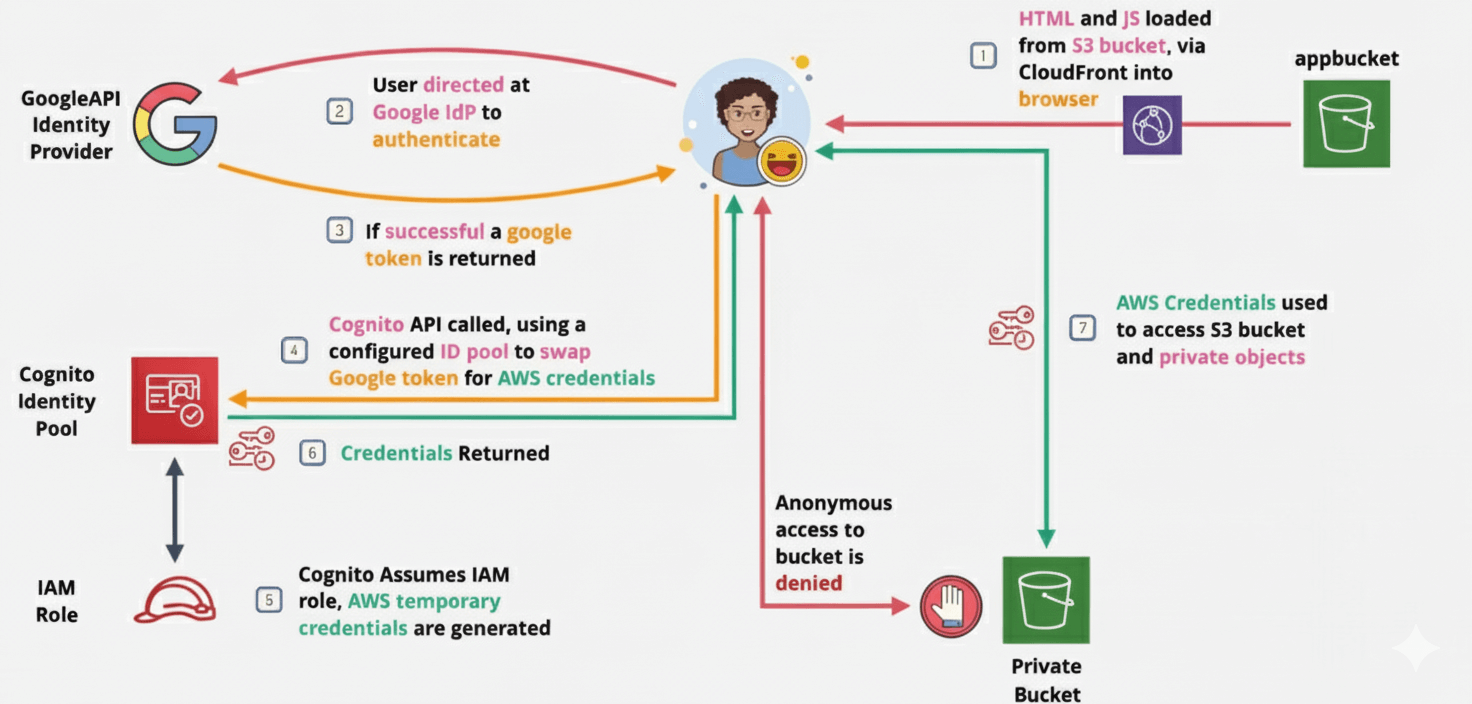 1
HTML and JS loaded
from S3 bucket, via
CloudFront into
browser
appbucket
GoogleAPI
Identity
Provider
2
User directed at
Google IdP to
authenticate
3
If successful a google
token is returned
4
Cognito API called, using a
configured ID pool to swap
Google token for AWS credentials
Cognito
Identity
Pool
6
Credentials Returned
7
AWS Credentials used
to access S3 bucket
and private objects
Anonymous
access to
bucket is
denied
IAM
Role
5
Cognito Assumes IAM
role, AWS temporary
credentials are generated
Private
Bucket